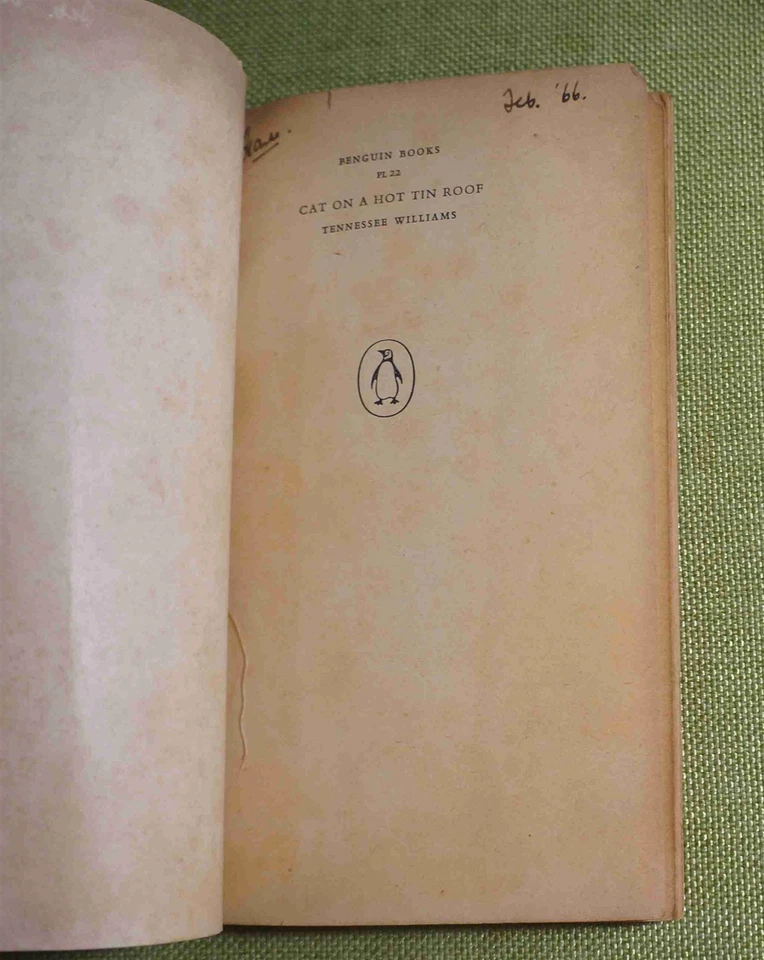 Feb. '66.
PENGUIN BOOKS
PL 22
CAT ON A HOT TIN ROOF
TENNESSEE WILLIAMS